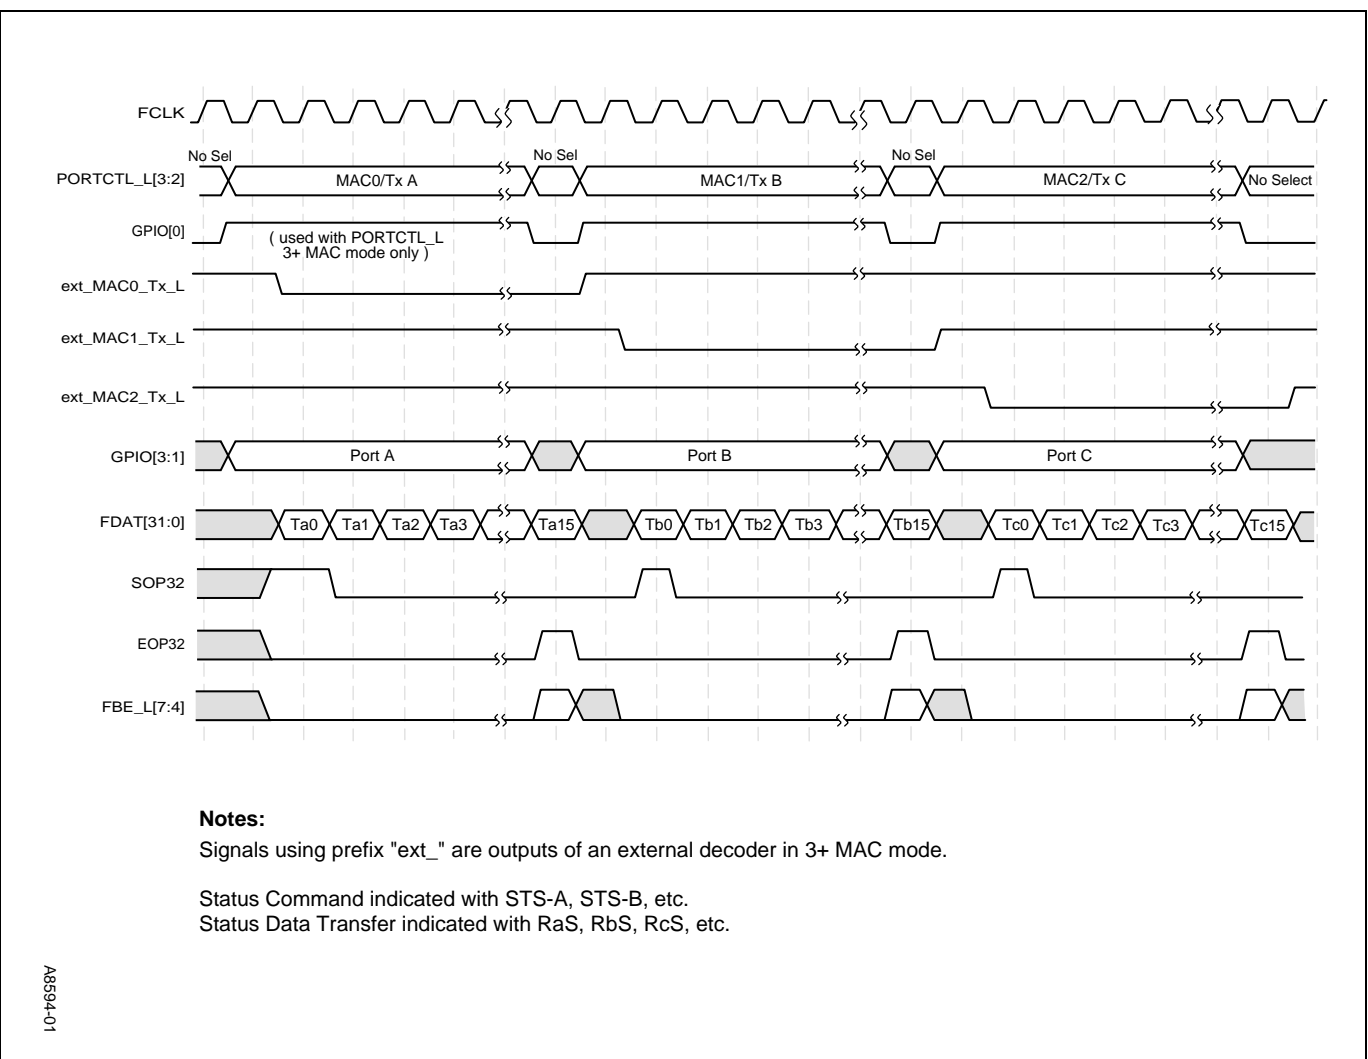 FCLK
No Sel
No Sel
No Sel
PORTCTL_L[3:2]
MAC0/Tx A
MAC1/Tx B
MAC2/Tx C
No Select
GPIO[0]
( used with PORTCTL_L
3+ MAC mode only )
ext_MAC0_Tx_L
ext_MAC1_Tx_L
ext_MAC2_Tx_L
GPIO[3:1]
Port A
Port B
Port C
FDAT[31:0]
Ta0
Ta1
Ta2
Ta3
Ta15
Tb0
Tb1
Tb2
Tb3
Tb15
Tc0
Tc1
Tc2
Tc3
Tc15
SOP32
EOP32
FBE_L[7:4]
Notes:
Signals using prefix "ext_" are outputs of an external decoder in 3+ MAC mode.
Status Command indicated with STS-A, STS-B, etc.
Status Data Transfer indicated with RaS, RbS, RcS, etc.
A8594-01